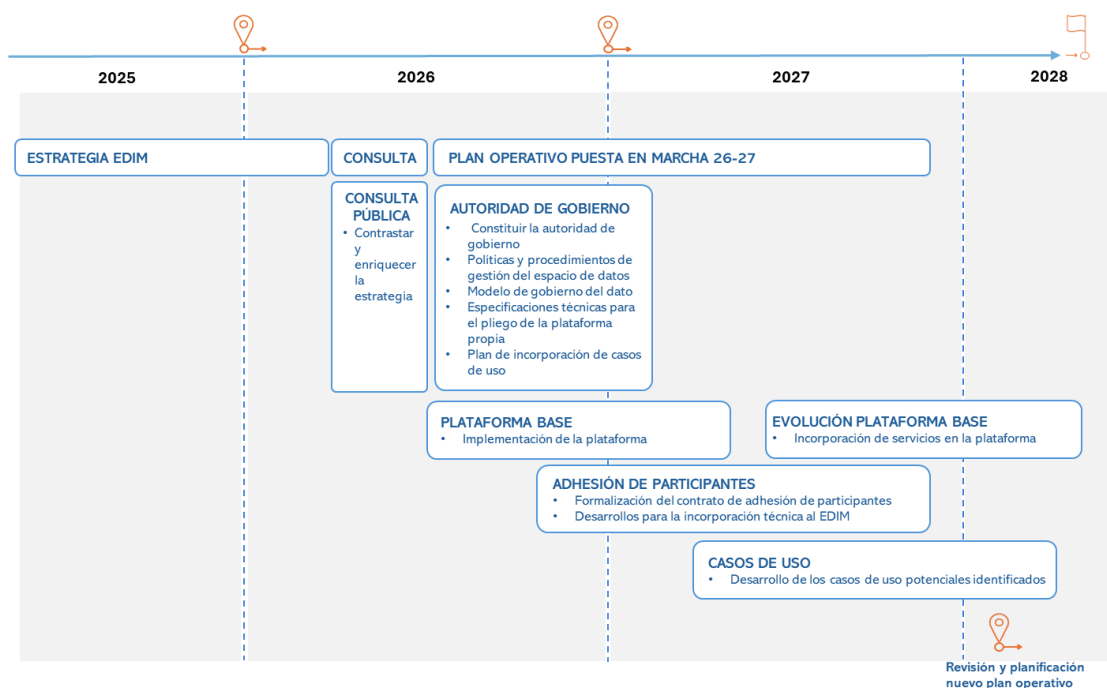 2025
2026
2027
2028
ESTRATEGIA EDIM
CONSULTA
PLAN OPERATIVO PUESTA EN MARCHA 26-27
CONSULTA
PÚBLICA
• Contrastar
y
enriquecer
la
estrategia
AUTORIDAD DE GOBIERNO
• Constituir la autoridad de
gobierno
• Políticas y procedimientos de
gestión del espacio de datos
• Modelo de gobierno del dato
• Especificaciones técnicas para
el pliego de la plataforma
propia
• Plan de incorporación de casos
de uso
PLATAFORMA BASE
• Implementación de la plataforma
EVOLUCIÓN PLATAFORMA BASE
• Incorporación de servicios en la plataforma
ADHESIÓN DE PARTICIPANTES
• Formalización del contrato de adhesión de participantes
• Desarrollos para la incorporación técnica al EDIM
CASOS DE USO
• Desarrollo de los casos de uso potenciales identificados
Revisión y planificación
nuevo plan operativo